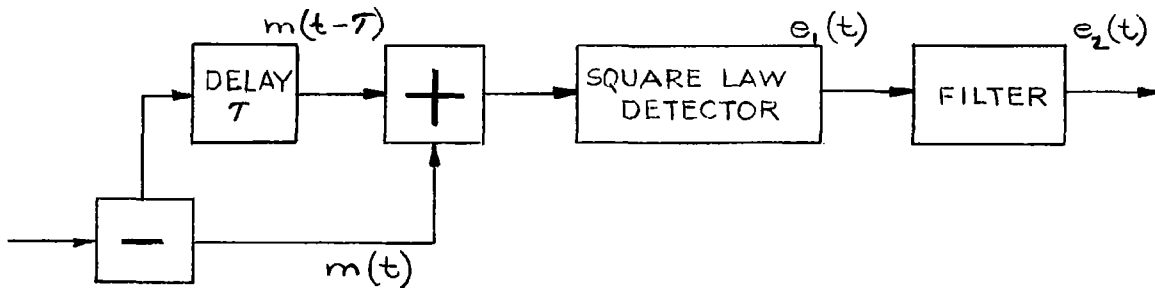 m(t-τ)
e₁(t)
e₂(t)
DELAY
τ
+
SQUARE LAW
DETECTOR
FILTER
−
m(t)